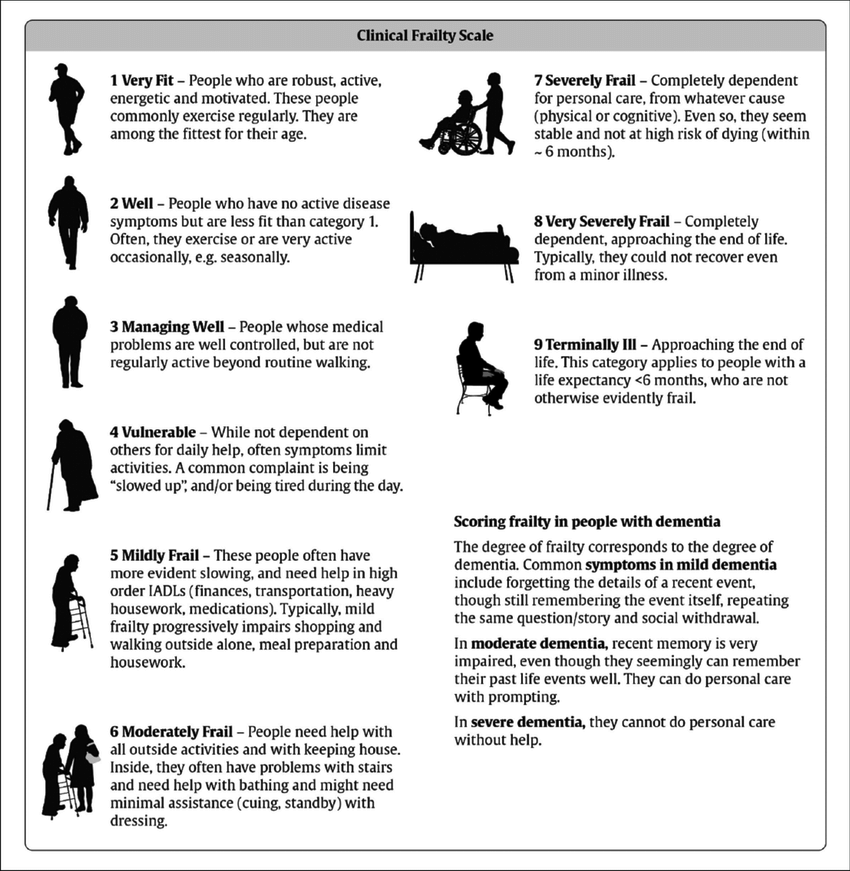 Clinical Frailty Scale
1 Very Fit – People who are robust, active,
energetic and motivated. These people
commonly exercise regularly. They are
among the fittest for their age.
2 Well – People who have no active disease
symptoms but are less fit than category 1.
Often, they exercise or are very active
occasionally, e.g. seasonally.
3 Managing Well – People whose medical
problems are well controlled, but are not
regularly active beyond routine walking.
4 Vulnerable – While not dependent on
others for daily help, often symptoms limit
activities. A common complaint is being
“slowed up”, and/or being tired during the day.
5 Mildly Frail – These people often have
more evident slowing, and need help in high
order IADLs (finances, transportation, heavy
housework, medications). Typically, mild
frailty progressively impairs shopping and
walking outside alone, meal preparation and
housework.
6 Moderately Frail – People need help with
all outside activities and with keeping house.
Inside, they often have problems with stairs
and need help with bathing and might need
minimal assistance (cuing, standby) with
dressing.
7 Severely Frail – Completely dependent
for personal care, from whatever cause
(physical or cognitive). Even so, they seem
stable and not at high risk of dying (within
~ 6 months).
8 Very Severely Frail – Completely
dependent, approaching the end of life.
Typically, they could not recover even
from a minor illness.
9 Terminally Ill – Approaching the end of
life. This category applies to people with a
life expectancy <6 months, who are not
otherwise evidently frail.
Scoring frailty in people with dementia
The degree of frailty corresponds to the degree of
dementia. Common symptoms in mild dementia
include forgetting the details of a recent event,
though still remembering the event itself, repeating
the same question/story and social withdrawal.
In moderate dementia, recent memory is very
impaired, even though they seemingly can remember
their past life events well. They can do personal care
with prompting.
In severe dementia, they cannot do personal care
without help.